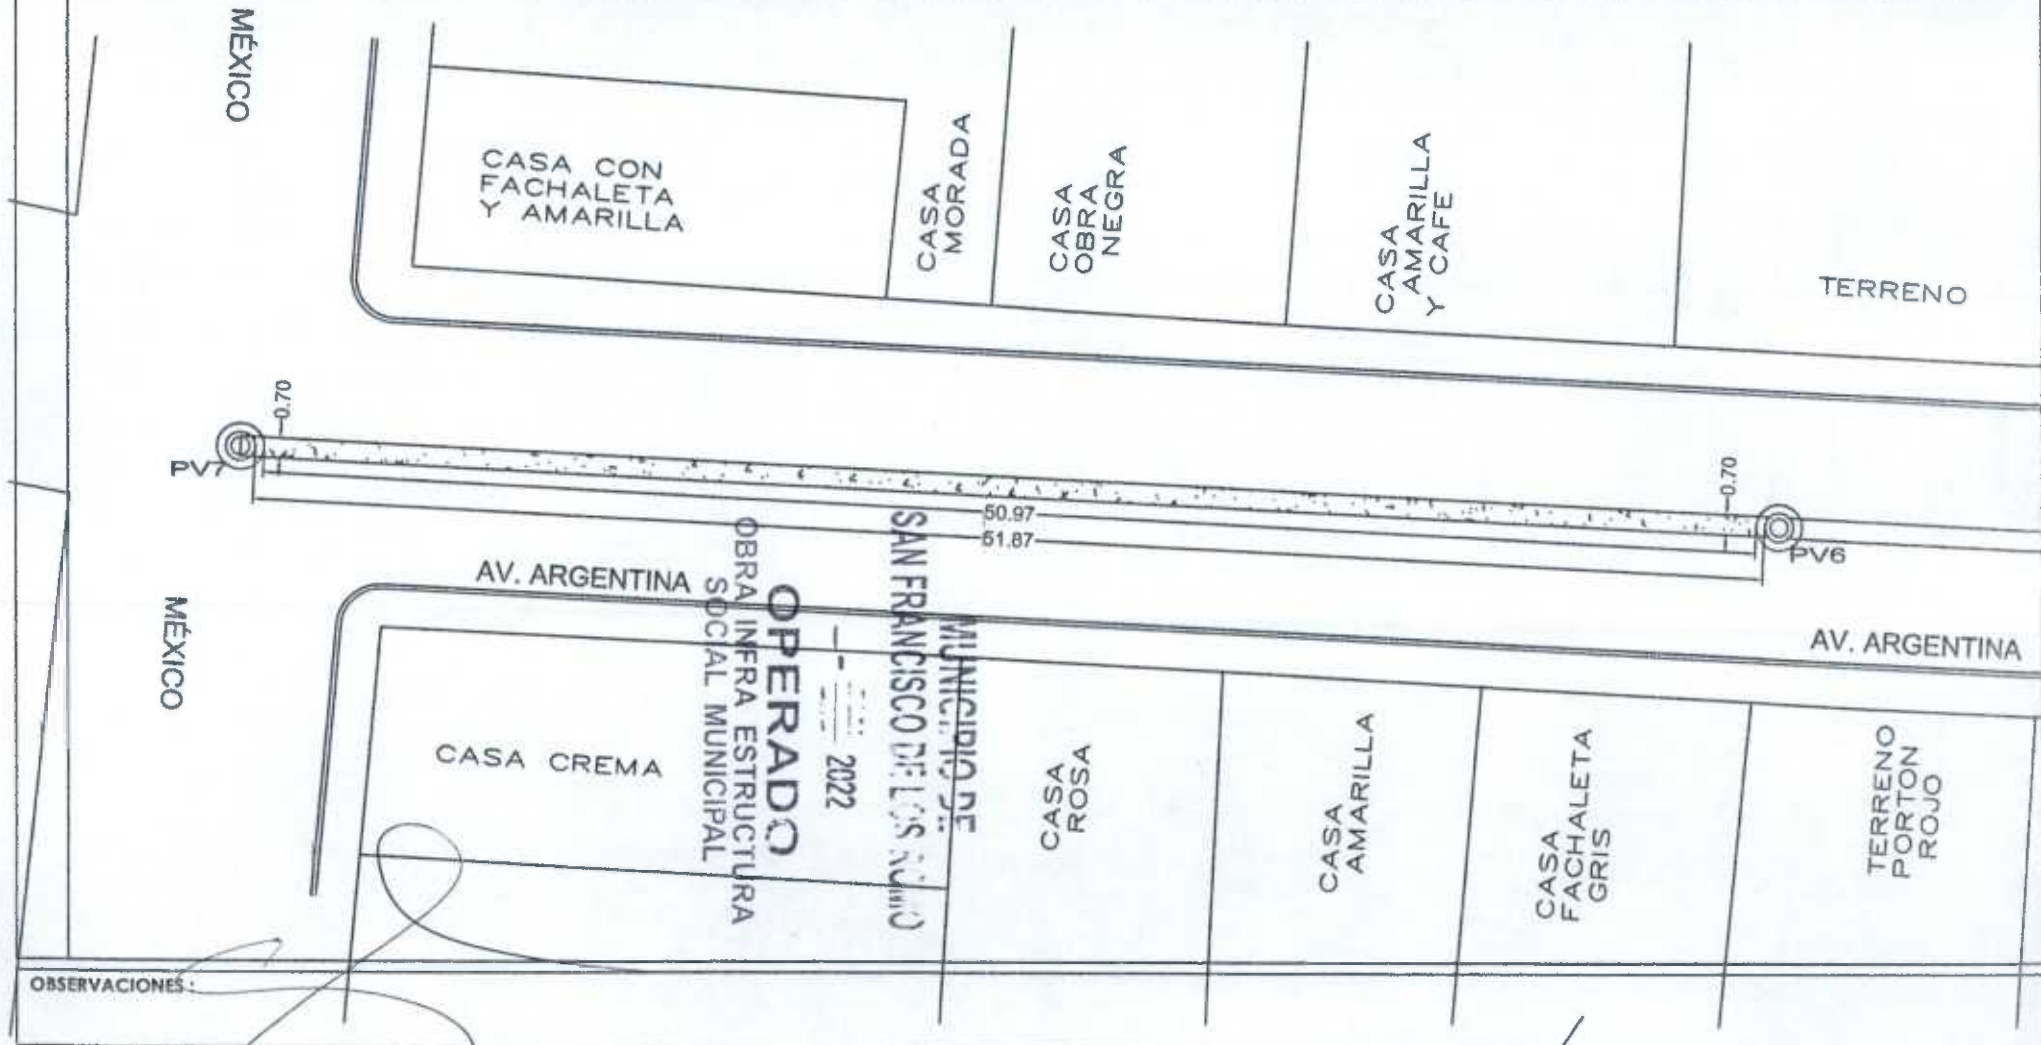 MÉXICO
CASA CON
FACHALETA
Y AMARILLA
CASA
MORADA
CASA
OBRA
NEGRA
CASA
AMARILLA
Y CAFE
TERRENO
0.70
PV7
0.70
PV6
50.97
51.87
AV. ARGENTINA
AV. ARGENTINA
MÉXICO
MUNICIPIO DE
SAN FRANCISCO DE LOS
2022
OPERADO
OBRA INFRA ESTRUCTURA
SOCIAL MUNICIPAL
CASA CREMA
CASA
ROSA
CASA
AMARILLA
CASA
FACHALETA
GRIS
TERRENO
PORTON
ROJO
OBSERVACIONES: